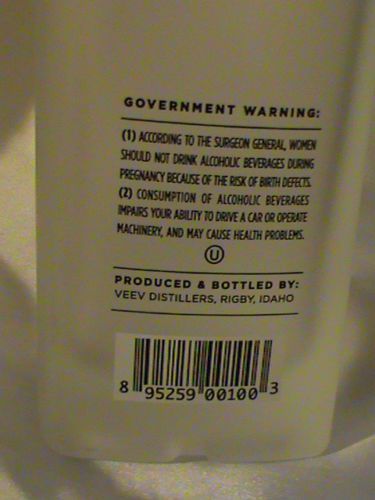 GOVERNMENT WARNING:
(1) ACCORDING TO THE SURGEON GENERAL, WOMEN
SHOULD NOT DRINK ALCOHOLIC BEVERAGES DURING
PREGNANCY BECAUSE OF THE RISK OF BIRTH DEFECTS.
(2) CONSUMPTION OF ALCOHOLIC BEVERAGES
IMPAIRS YOUR ABILITY TO DRIVE A CAR OR OPERATE
MACHINERY, AND MAY CAUSE HEALTH PROBLEMS.
U
PRODUCED & BOTTLED BY:
VEEV DISTILLERS, RIGBY, IDAHO
8 95259 00100 3